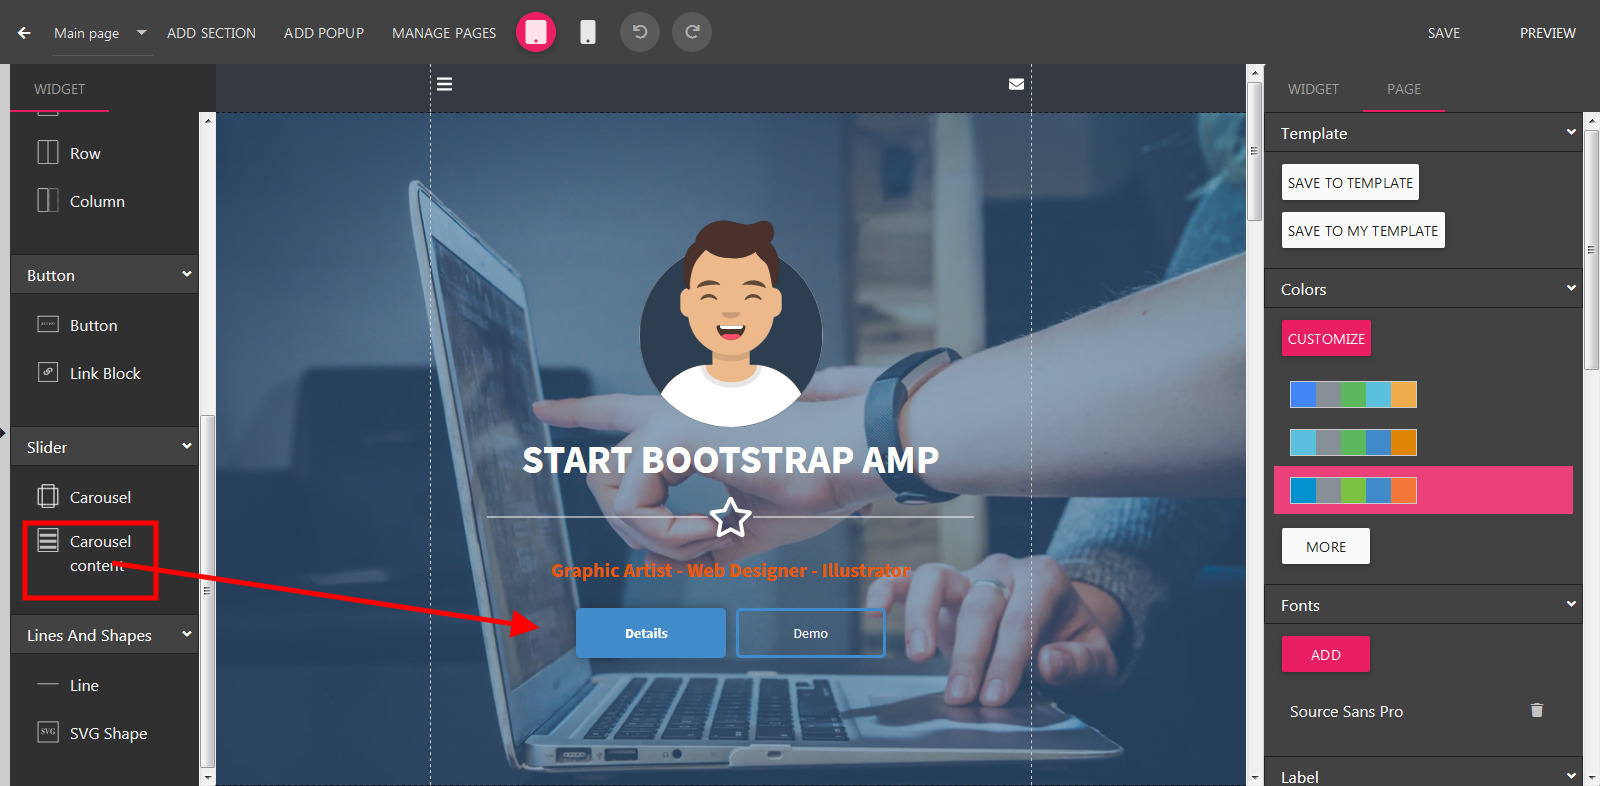 Main page
ADD SECTION
ADD POPUP
MANAGE PAGES
SAVE
PREVIEW
WIDGET
Row
Column
Button
Button
Link Block
Slider
Carousel
Carousel
content
Lines And Shapes
Line
SVG
SVG Shape
START BOOTSTRAP AMP
Graphic Artist - Web Designer - Illustrator
Details
Demo
WIDGET
PAGE
Template
SAVE TO TEMPLATE
SAVE TO MY TEMPLATE
Colors
CUSTOMIZE
MORE
Fonts
ADD
Source Sans Pro
Label